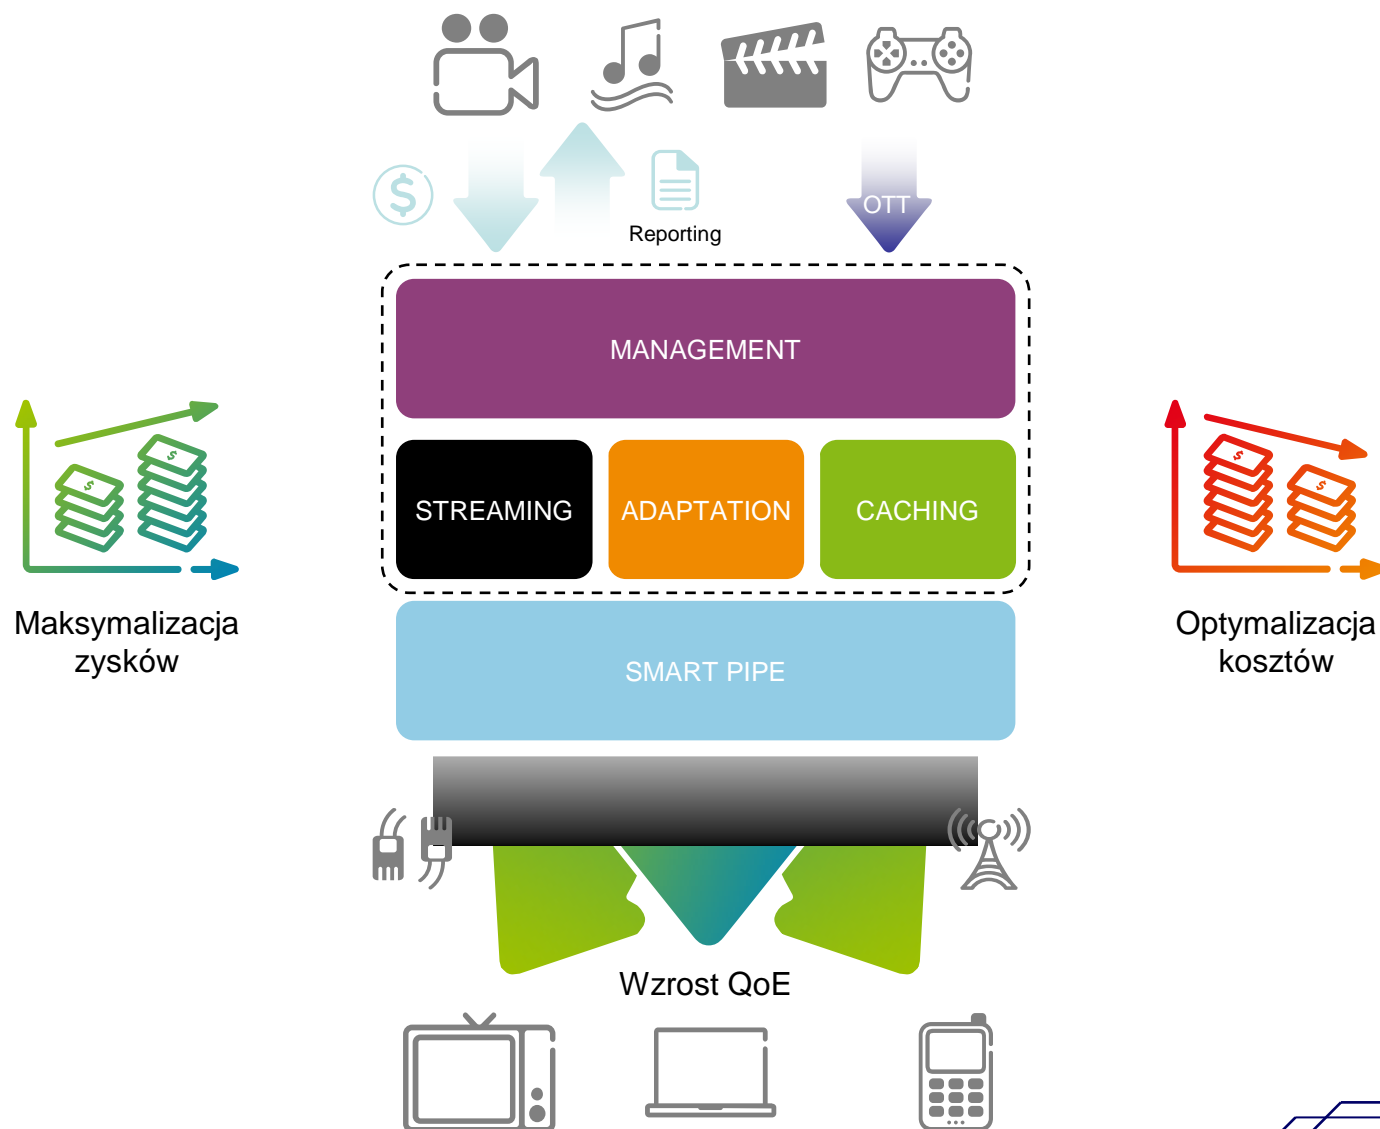 OTT
Reporting
MANAGEMENT
STREAMING
ADAPTATION
CACHING
Maksymalizacja
zysków
Optymalizacja
kosztów
SMART PIPE
Wzrost QoE